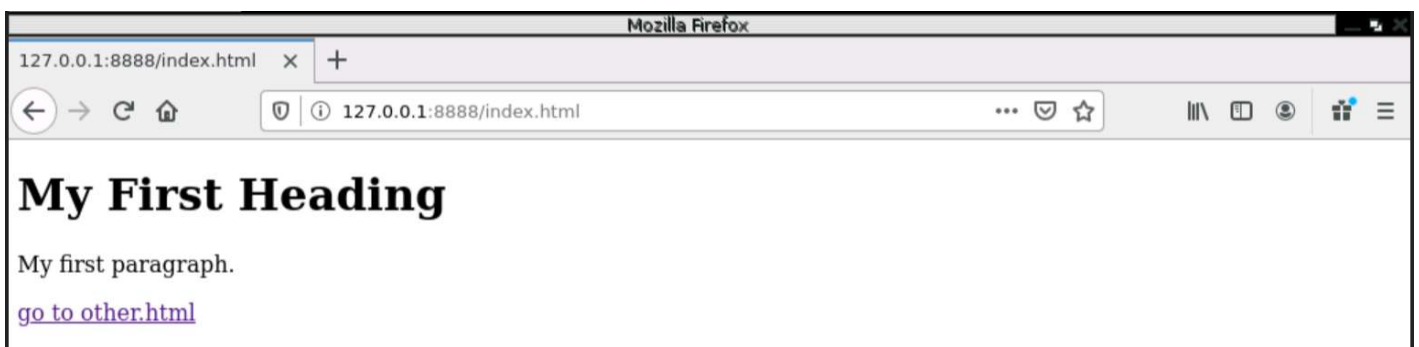 Mozilla Firefox
127.0.0.1:8888/index.html
127.0.0.1:8888/index.html
My First Heading
My first paragraph.
go to other.html